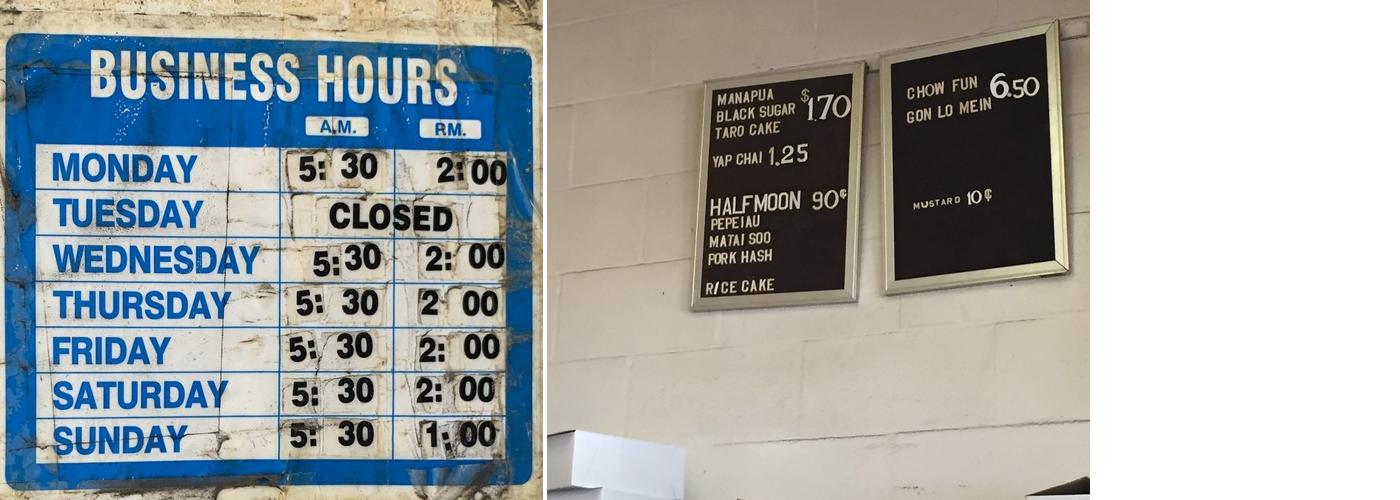 BUSINESS HOURS
A.M. P.M.
MONDAY 5: 30 2: 00
TUESDAY CLOSED
WEDNESDAY 5: 30 2: 00
THURSDAY 5: 30 2 00
FRIDAY 5: 30 2: 00
SATURDAY 5: 30 2: 00
SUNDAY 5: 30 1: 00
MANAPUA
BLACK SUGAR $1.70
TARO CAKE
YAP CHAI 1.25
HALFMOON 90¢
PEPEIAU
MATAI SOO
PORK HASH
RICE CAKE
CHOW FUN 6.50
GON LO MEIN
MUSTARD 10¢